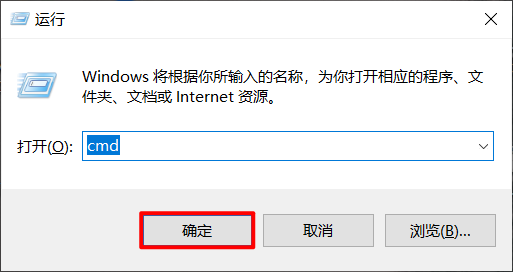 运行
Windows 将根据你所输入的名称，为你打开相应的程序、文
件夹、文档或 Internet 资源。
打开(O): cmd
确定 取消 浏览(B)...